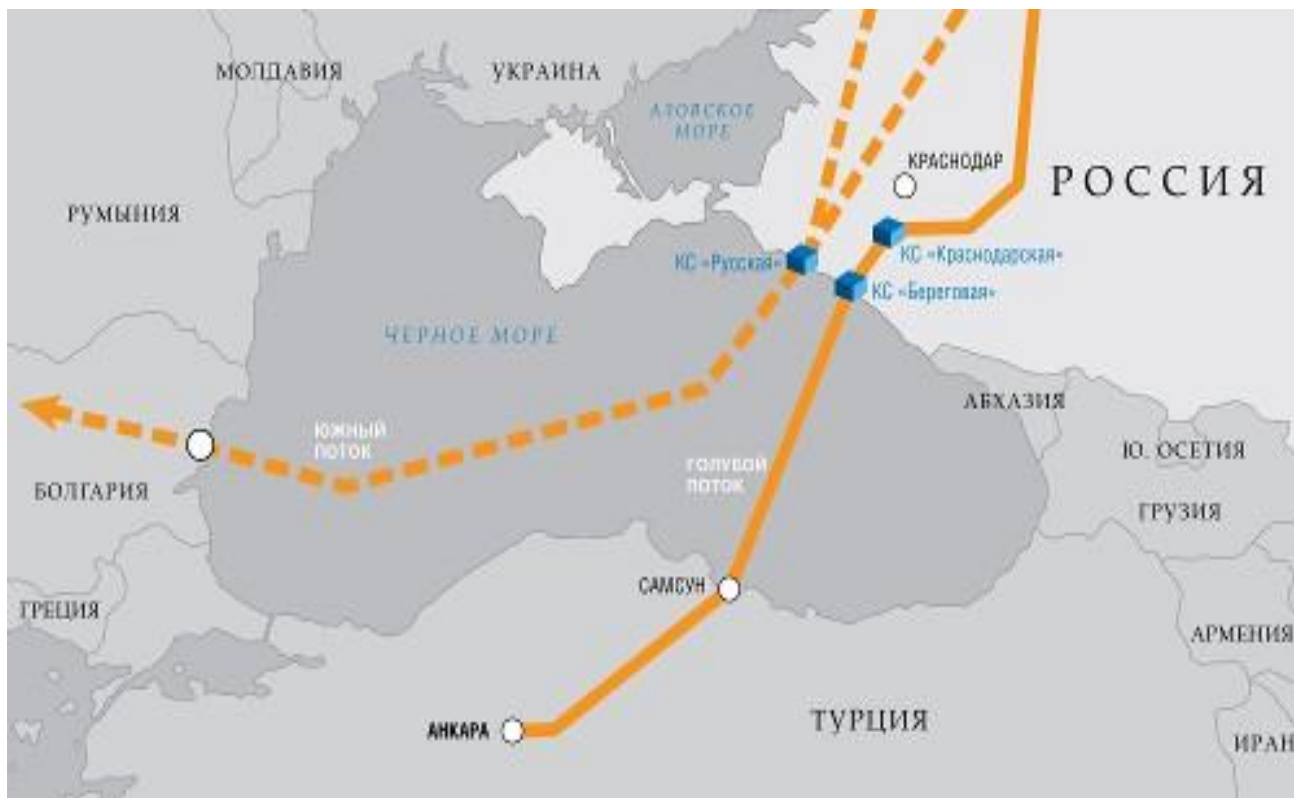 МОЛДАВИЯ
УКРАИНА
АЗОВСКОЕ
МОРЕ
КРАСНОДАР
РОССИЯ
РУМЫНИЯ
КС «Русская»
КС «Краснодарская»
КС «Береговая»
ЧЕРНОЕ МОРЕ
АБХАЗИЯ
ЮЖНЫЙ
ПОТОК
Ю. ОСЕТИЯ
ГОЛУБОЙ
ПОТОК
БОЛГАРИЯ
ГРУЗИЯ
САМСУН
ГРЕЦИЯ
АРМЕНИЯ
АНКАРА
ТУРЦИЯ
ИРАН